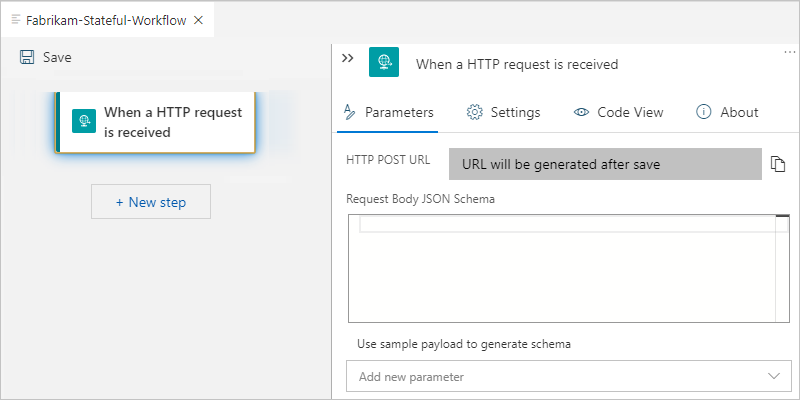 Fabrikam-Stateful-Workflow
Save
When a HTTP request
is received
+ New step
When a HTTP request is received
Parameters
Settings
Code View
About
HTTP POST URL
URL will be generated after save
Request Body JSON Schema
Use sample payload to generate schema
Add new parameter